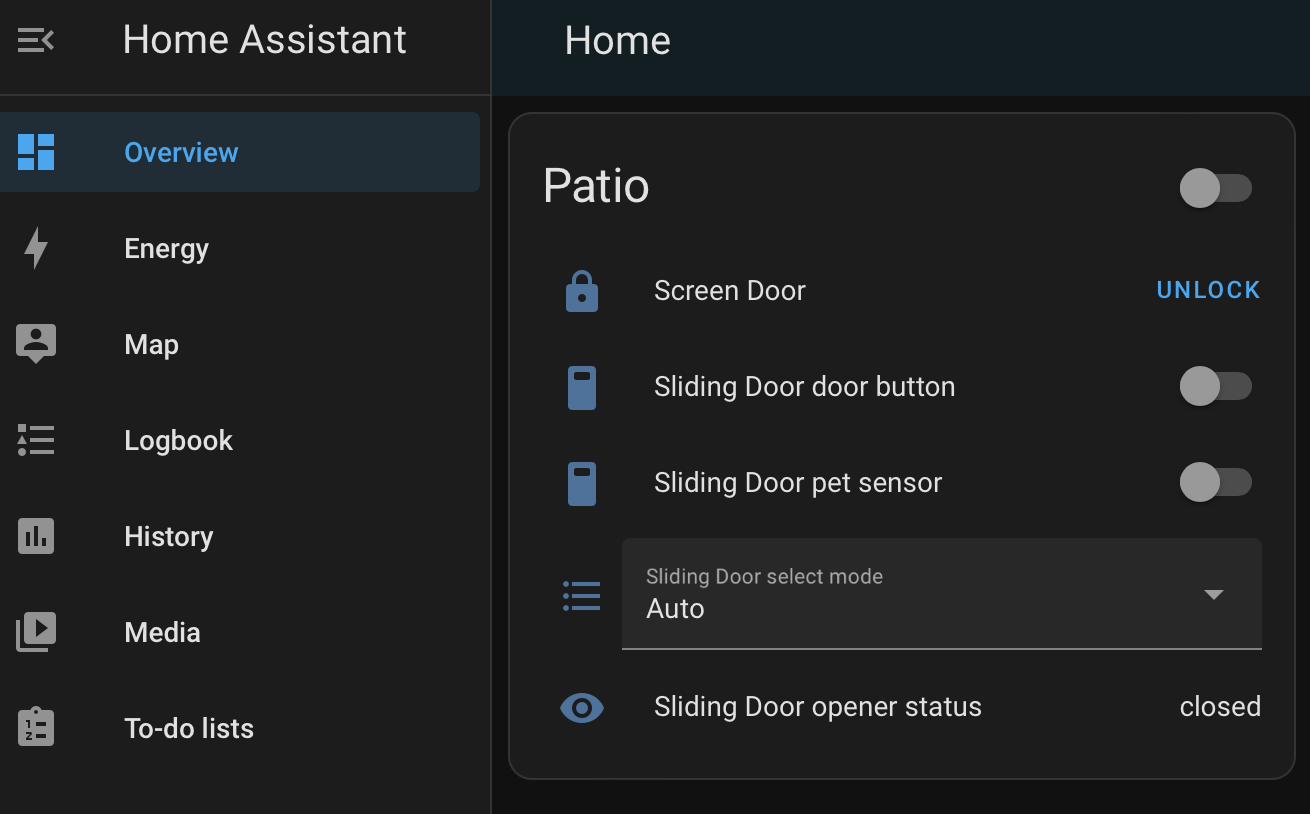 Home Assistant
Home
Overview
Energy
Map
Logbook
History
Media
To-do lists
Patio
Screen Door UNLOCK
Sliding Door door button
Sliding Door pet sensor
Sliding Door select mode
Auto
Sliding Door opener status closed